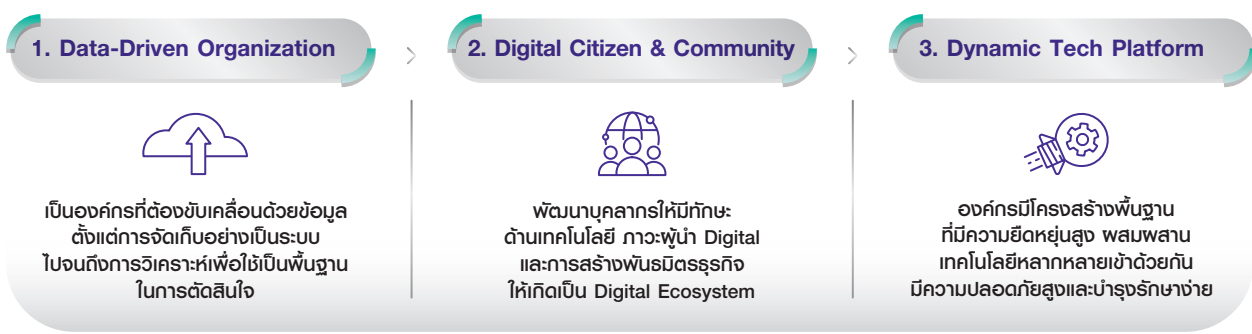 1. Data-Driven Organization
เป็นองค์กรที่ต้องขับเคลื่อนด้วยข้อมูล
ตั้งแต่การจัดเก็บอย่างเป็นระบบ
ไปจนถึงการวิเคราะห์เพื่อใช้เป็นพื้นฐาน
ในการตัดสินใจ
2. Digital Citizen & Community
พัฒนาบุคลากรให้มีทักษะ
ด้านเทคโนโลยี ภาวะผู้นำ Digital
และการสร้างพันธมิตรธุรกิจ
ให้เกิดเป็น Digital Ecosystem
3. Dynamic Tech Platform
องค์กรมีโครงสร้างพื้นฐาน
ที่มีความยืดหยุ่นสูง ผสมผสาน
เทคโนโลยีหลากหลายเข้าด้วยกัน
มีความปลอดภัยสูงและบำรุงรักษาง่าย